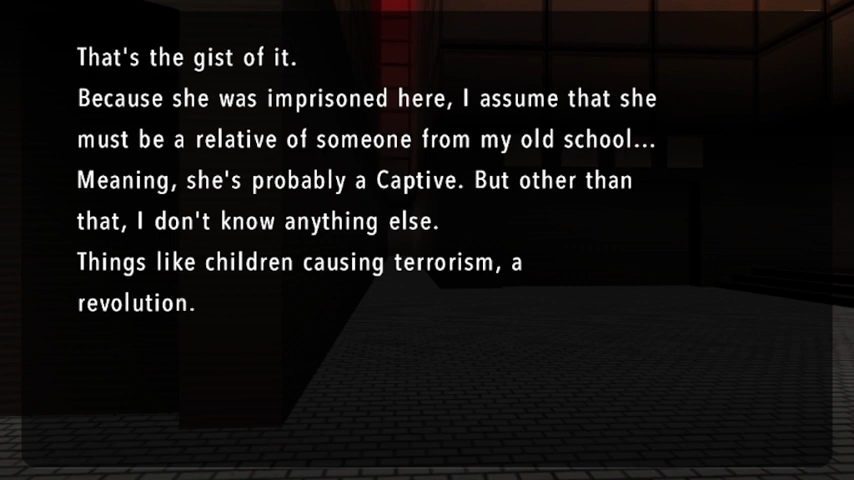 That's the gist of it.
Because she was imprisoned here, I assume that she
must be a relative of someone from my old school...
Meaning, she's probably a Captive. But other than
that, I don't know anything else.
Things like children causing terrorism, a
revolution.